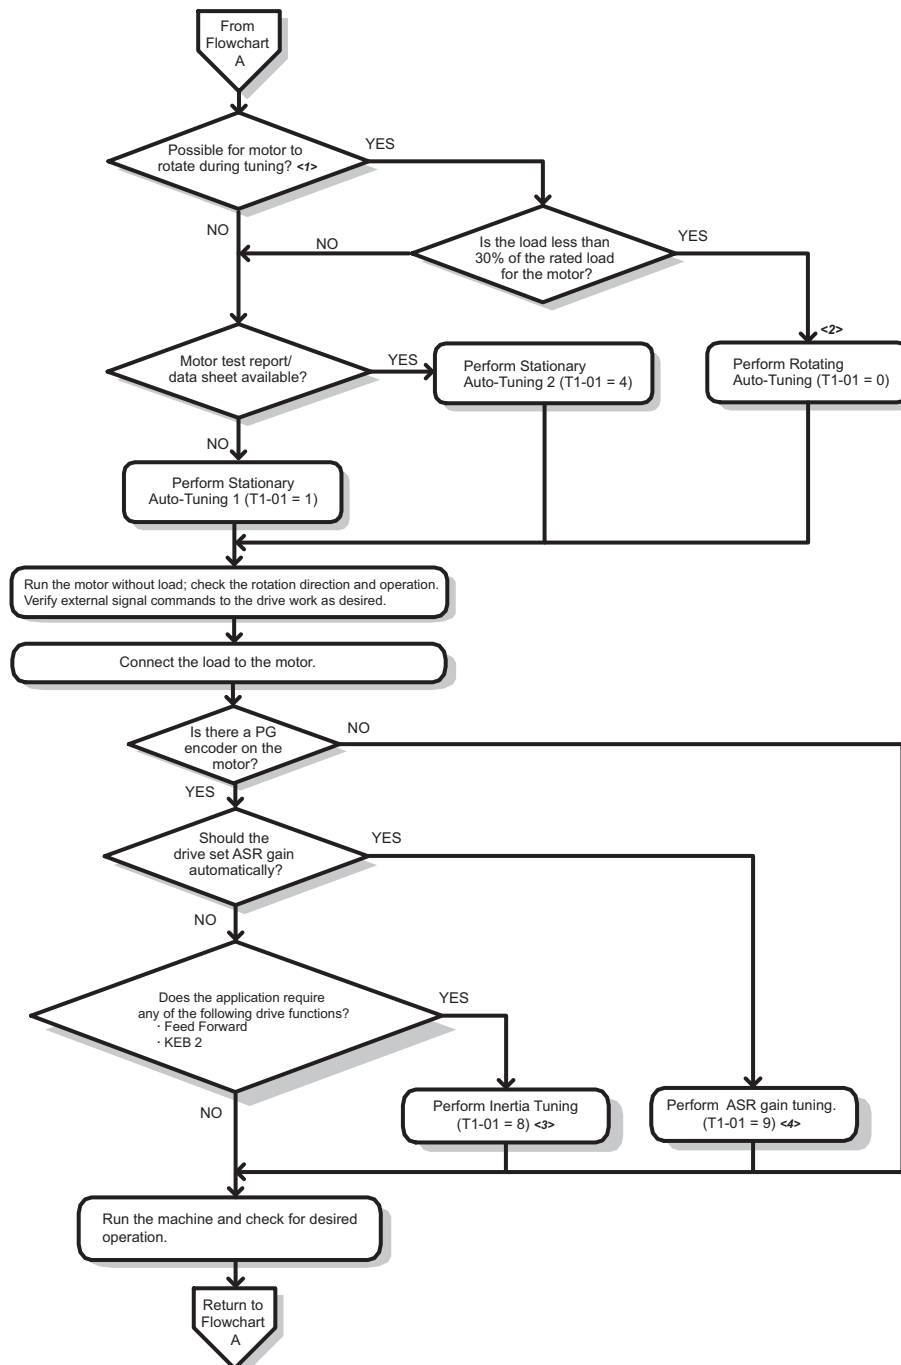 From
Flowchart
A
Possible for motor to
rotate during tuning? <1>
YES
NO
Is the load less than
30% of the rated load
for the motor?
NO
YES
<2>
Motor test report/
data sheet available?
YES
NO
Perform Stationary
Auto-Tuning 2 (T1-01 = 4)
Perform Rotating
Auto-Tuning (T1-01 = 0)
Perform Stationary
Auto-Tuning 1 (T1-01 = 1)
Run the motor without load; check the rotation direction and operation.
Verify external signal commands to the drive work as desired.
Connect the load to the motor.
Is there a PG
encoder on the
motor?
NO
YES
Should the
drive set ASR gain
automatically?
YES
NO
Does the application require
any of the following drive functions?
· Feed Forward
· KEB 2
YES
NO
Perform Inertia Tuning
(T1-01 = 8) <3>
Perform ASR gain tuning.
(T1-01 = 9) <4>
Run the machine and check for desired
operation.
Return to
Flowchart
A